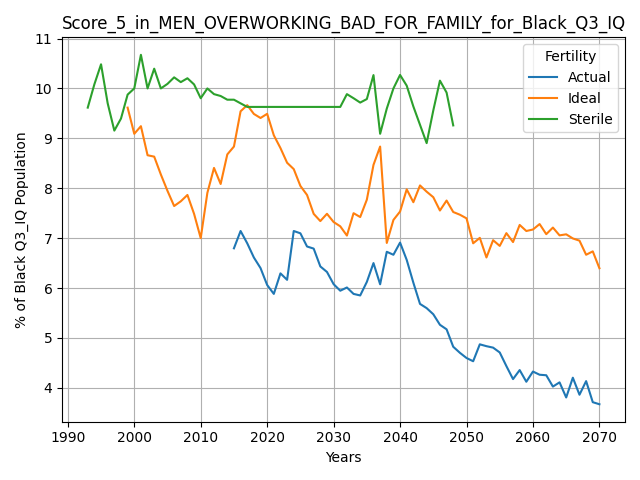 Score_5_in_MEN_OVERWORKING_BAD_FOR_FAMILY_for_Black_Q3_IQ
11
10
9
8
7
6
5
4
% of Black Q3_IQ Population
Fertility
Actual
Ideal
Sterile
1990 2000 2010 2020 2030 2040 2050 2060 2070
Years